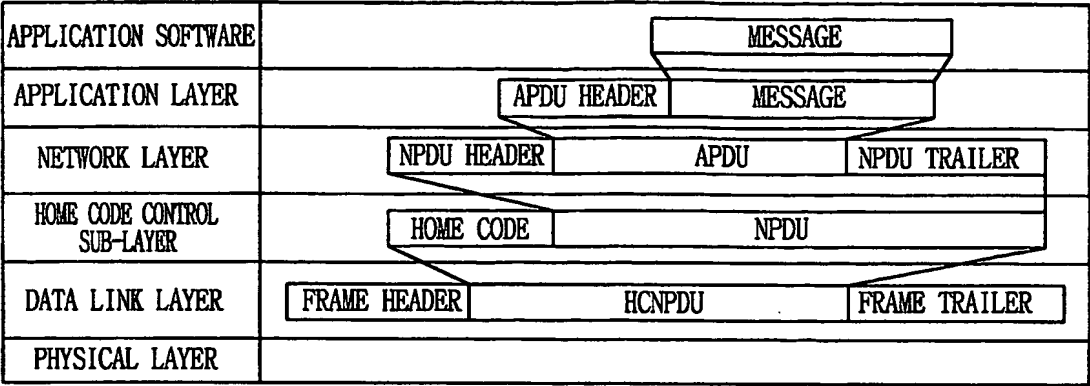 APPLICATION SOFTWARE
MESSAGE
APPLICATION LAYER
APDU HEADER
MESSAGE
NETWORK LAYER
NPDU HEADER
APDU
NPDU TRAILER
HOME CODE CONTROL
SUB-LAYER
HOME CODE
NPDU
DATA LINK LAYER
FRAME HEADER
HCNPDU
FRAME TRAILER
PHYSICAL LAYER